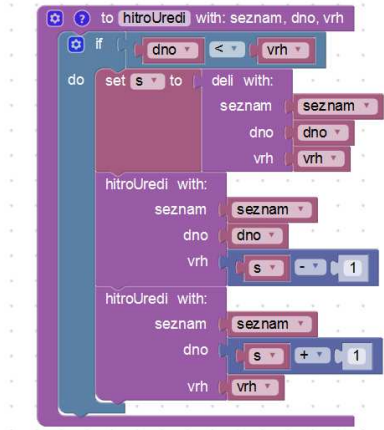 ? to hitroUredi with: seznam, dno, vrh
if dno < vrh
do set s to deli with:
seznam seznam
dno dno
vrh vrh
hitroUredi with:
seznam seznam
dno dno
vrh s - 1
hitroUredi with:
seznam seznam
dno s + 1
vrh vrh